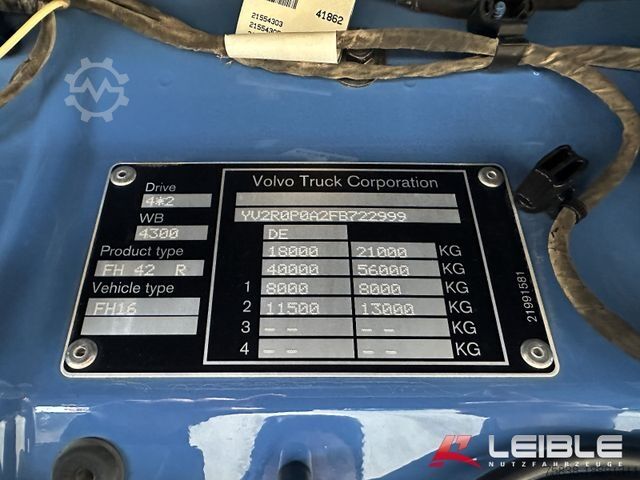 21554303
41862
Volvo Truck Corporation
Drive
4*2
WB
4300
Product type
FH 42 R
Vehicle type
FH16
YV2R0P0A2FB722999
DE
18000 21000 KG
40000 56000 KG
1 8000 8000 KG
2 11500 13000 KG
3 -- -- KG
4 -- -- KG
21991581
LEIBLE
NUTZFAHRZEUGE